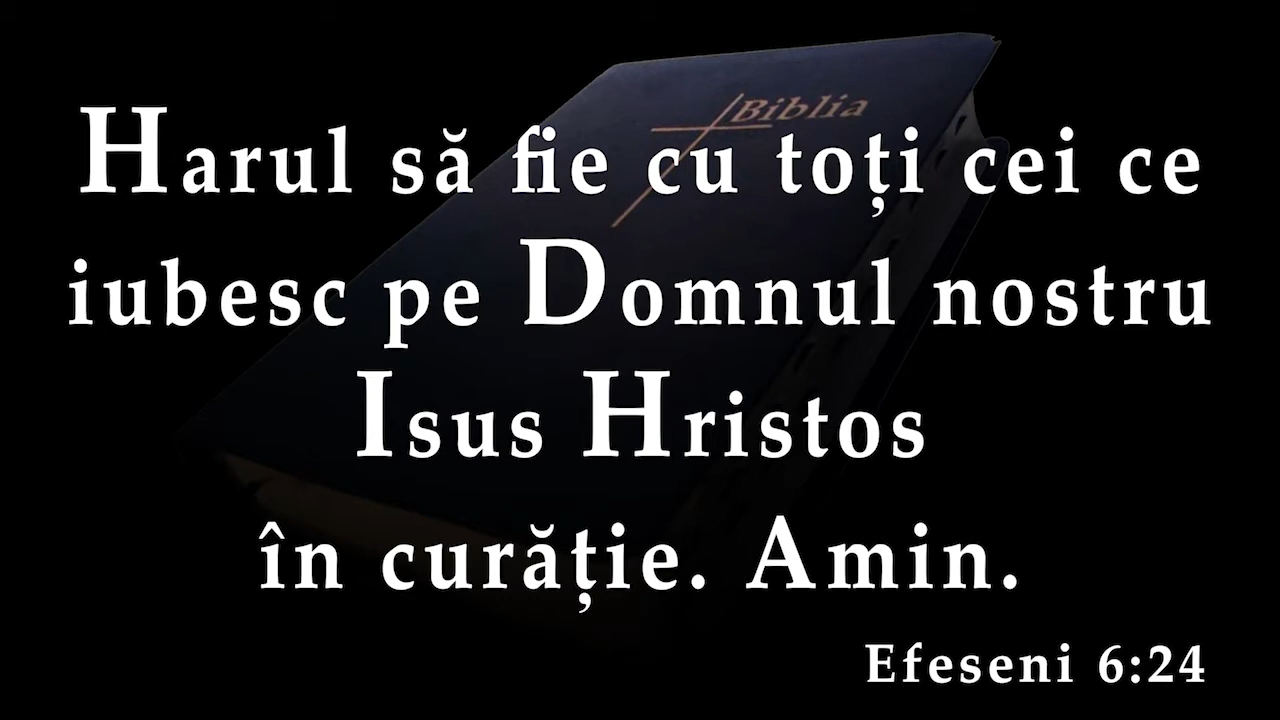 Biblia
Harul să fie cu toți cei ce
iubesc pe Domnul nostru
Isus Hristos
în curăție. Amin.
Efeseni 6:24